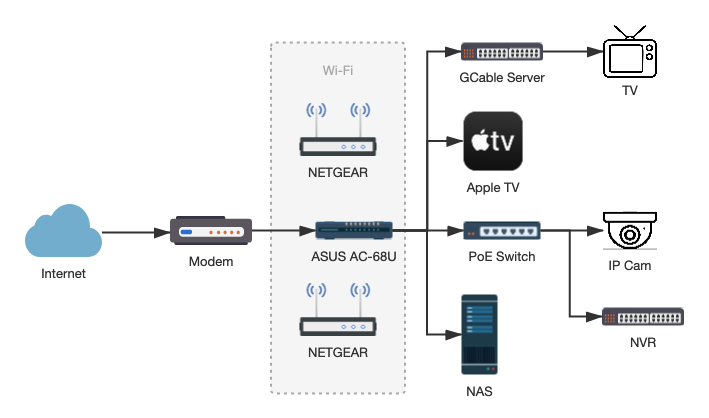 Wi-Fi
GCable Server
TV
NETGEAR
tv
Apple TV
Internet
Modem
ASUS AC-68U
PoE Switch
IP Cam
NETGEAR
NVR
NAS